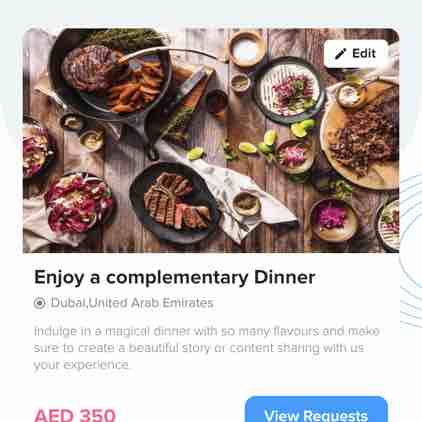 Edit
Enjoy a complementary Dinner
Dubai,United Arab Emirates
Indulge in a magical dinner with so many flavours and make
sure to create a beautiful story or content sharing with us
your experience.
AED 350
View Requests